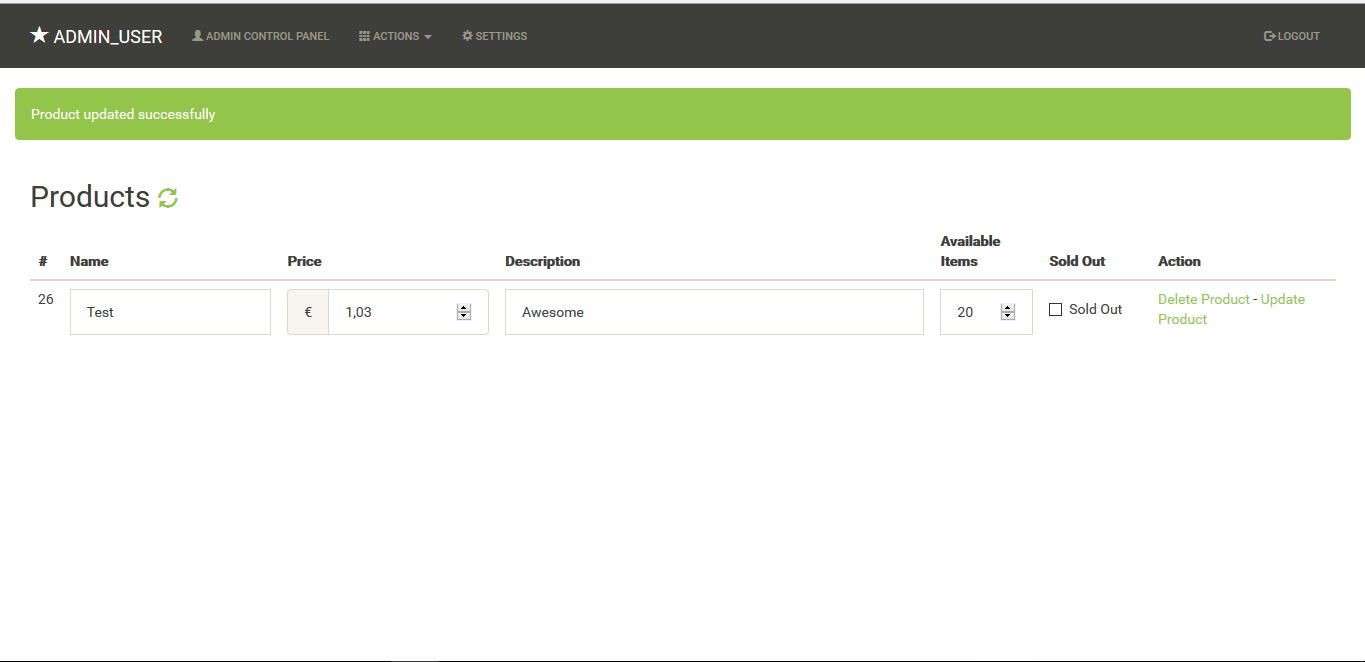 ADMIN_USER ADMIN CONTROL PANEL ACTIONS SETTINGS LOGOUT
Product updated successfully
Products
# Name Price Description Available Items Sold Out Action
26 Test € 1,03 Awesome 20 Sold Out Delete Product - Update
Product